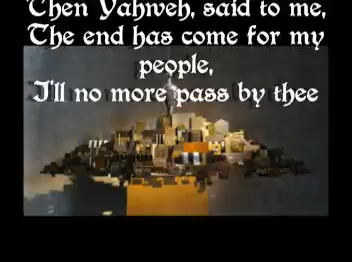 Then Yahweh, said to me,
The end has come for my
people,
I'll no more pass by thee